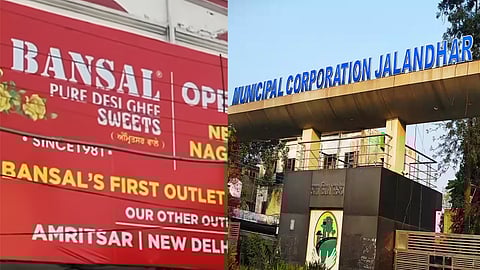 BANSAL®
PURE DESI GHEE
SWEETS
(ਅੰਮ੍ਰਿਤਸਰ ਵਾਲੇ)
• SINCE1981 •
OPE
NE
NAG
BANSAL'S FIRST OUTLET
OUR OTHER OUT
AMRITSAR | NEW DELH
MUNICIPAL CORPORATION JALANDHAR